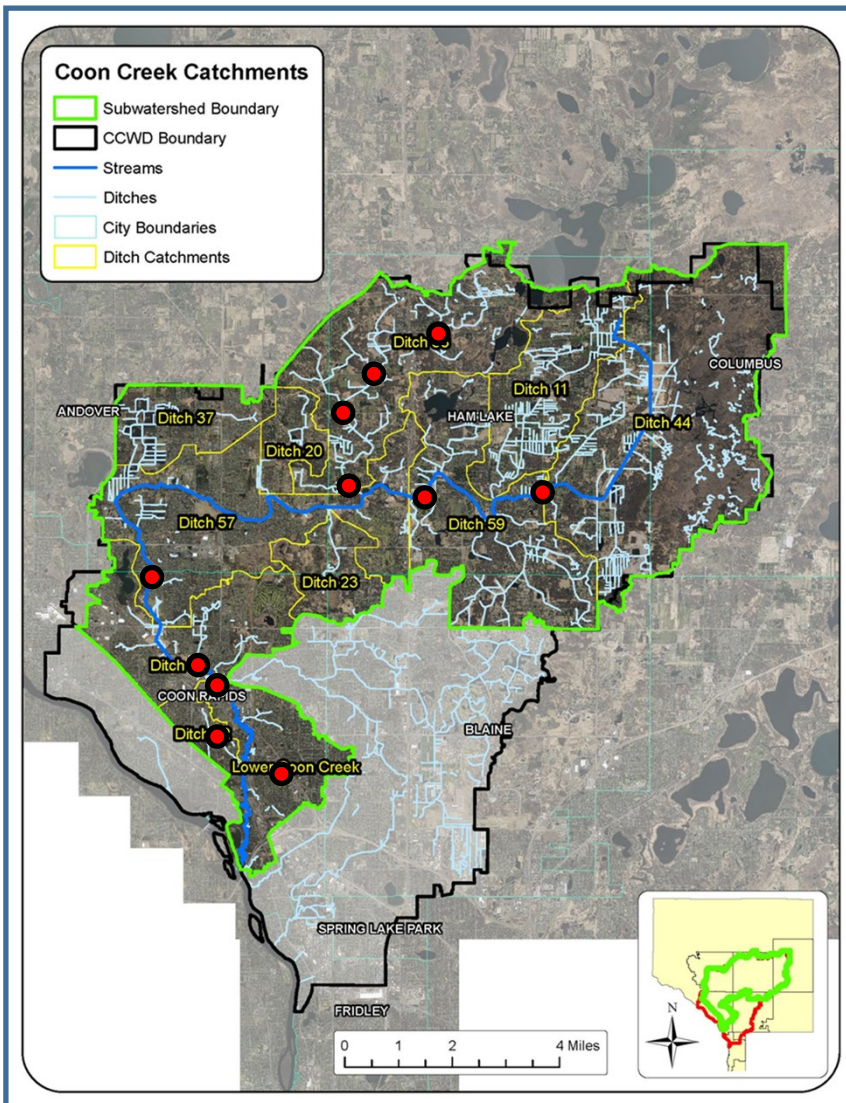 Coon Creek Catchments
Subwatershed Boundary
CCWD Boundary
Streams
Ditches
City Boundaries
Ditch Catchments
Ditch
COLUMBUS
ANDOVER
Ditch 37
Ditch 11
HAM LAKE
Ditch 44
Ditch 20
Ditch 57
Ditch 59
Ditch 23
Ditch
COON RAPIDS
BLAINE
Ditch
Lower Coon Creek
SPRING LAKE PARK
FRIDLEY
N
0 1 2 4 Miles